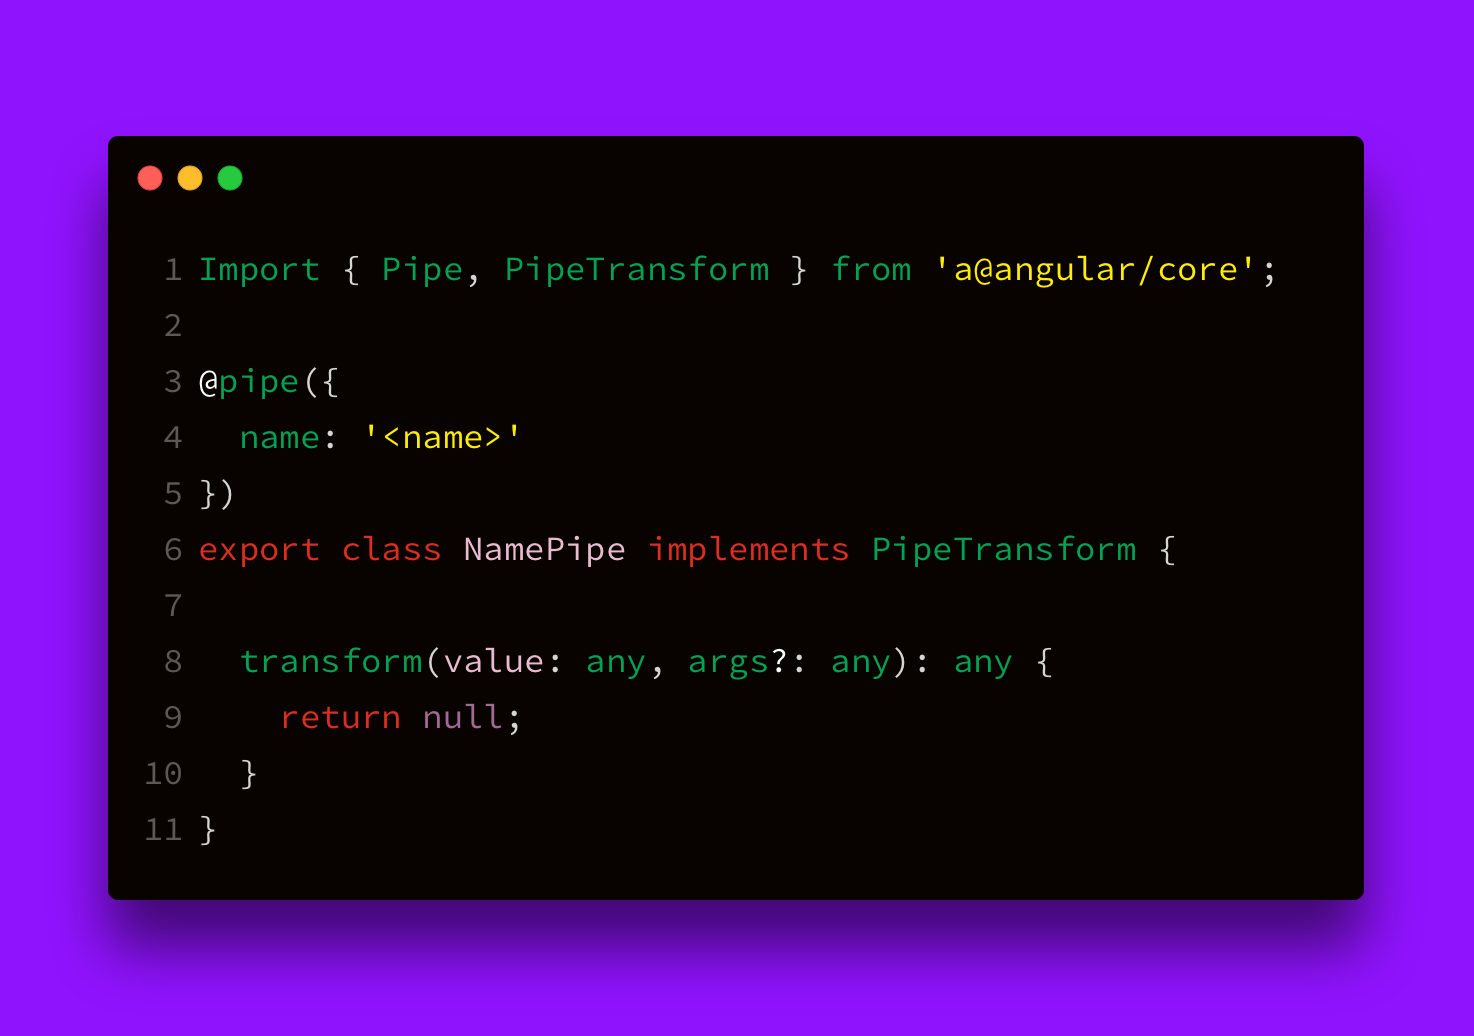 1 Import { Pipe, PipeTransform } from 'a@angular/core';
2
3 @pipe({
4   name: '<name>'
5 })
6 export class NamePipe implements PipeTransform {
7
8   transform(value: any, args?: any): any {
9     return null;
10   }
11 }